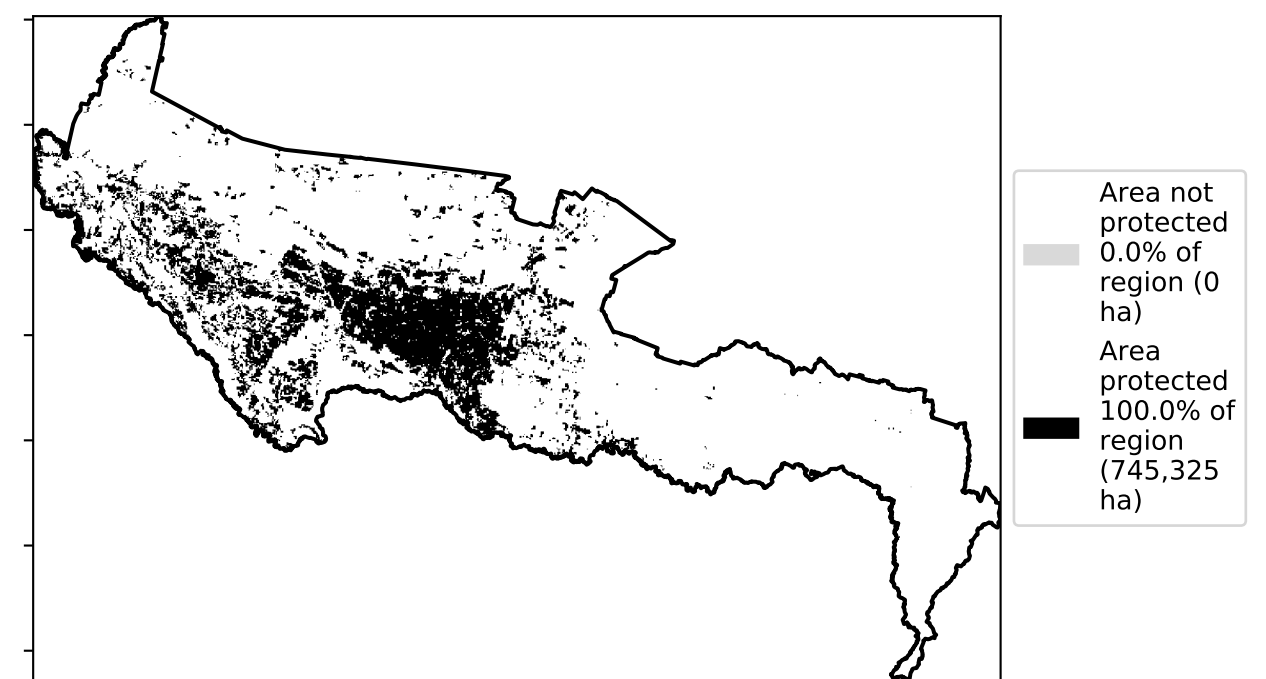 Area not
protected
0.0% of
region (0
ha)
Area
protected
100.0% of
region
(745,325
ha)